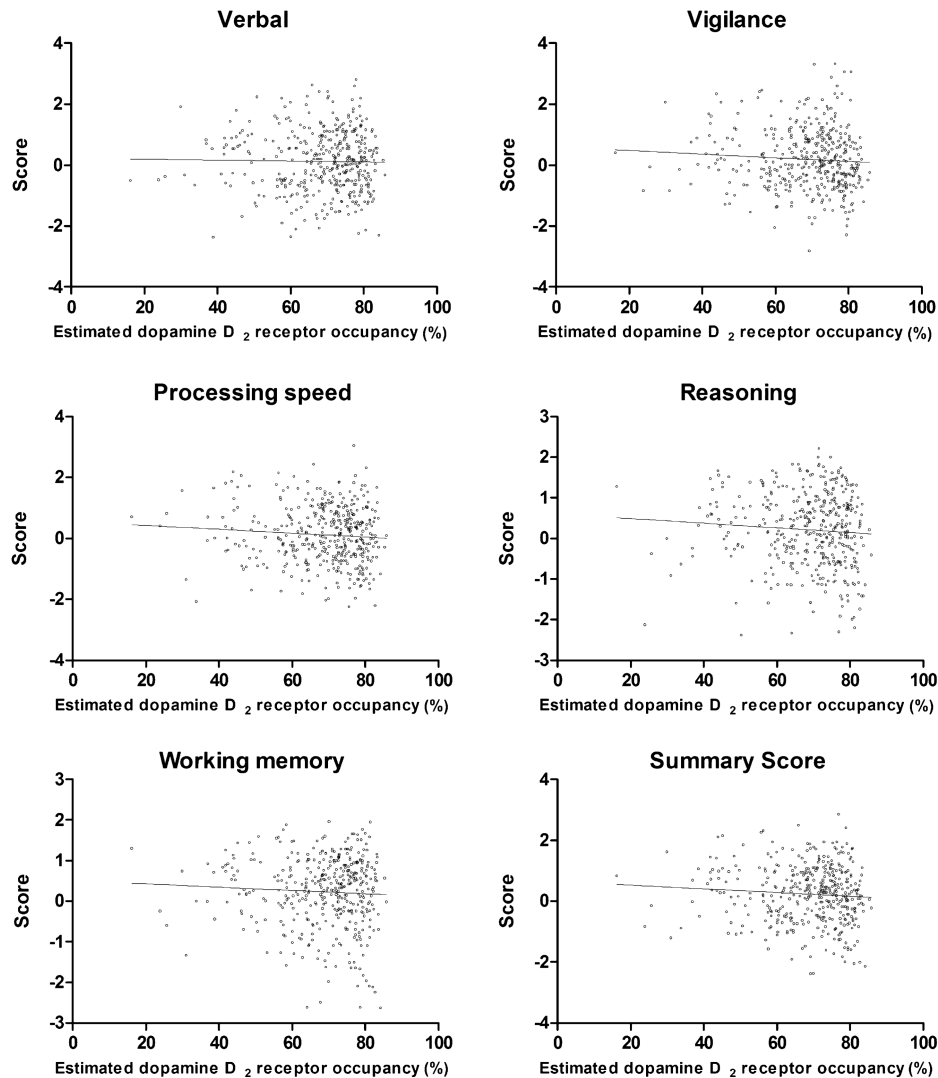 Verbal
4
2
0
-2
-4
Score
0 20 40 60 80 100
Estimated dopamine D 2 receptor occupancy (%)
Vigilance
4
2
0
-2
-4
Score
0 20 40 60 80 100
Estimated dopamine D 2 receptor occupancy (%)
Processing speed
4
2
0
-2
-4
Score
0 20 40 60 80 100
Estimated dopamine D 2 receptor occupancy (%)
Reasoning
3
2
1
0
-1
-2
-3
Score
0 20 40 60 80 100
Estimated dopamine D 2 receptor occupancy (%)
Working memory
3
2
1
0
-1
-2
-3
Score
0 20 40 60 80 100
Estimated dopamine D 2 receptor occupancy (%)
Summary Score
4
2
0
-2
-4
Score
0 20 40 60 80 100
Estimated dopamine D 2 receptor occupancy (%)